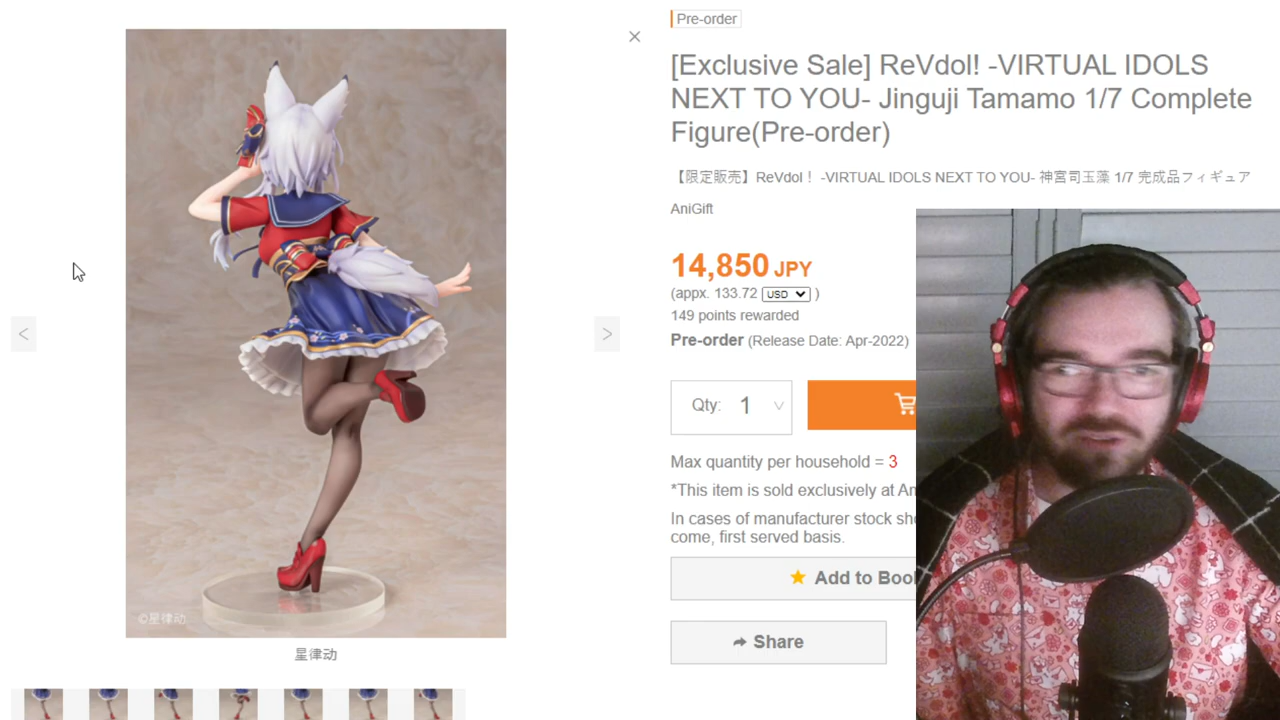 ©星律动
星律动
Pre-order
[Exclusive Sale] ReVdol! -VIRTUAL IDOLS
NEXT TO YOU- Jinguji Tamamo 1/7 Complete
Figure(Pre-order)
【限定販売】ReVdol！ -VIRTUAL IDOLS NEXT TO YOU- 神宮司玉藻 1/7 完成品フィギュア
AniGift
14,850 JPY
(appx. 133.72 USD )
149 points rewarded
Pre-order (Release Date: Apr-2022)
Qty: 1
Max quantity per household = 3
*This item is sold exclusively at
In cases of manufacturer stock
come, first served basis.
Add to
Share